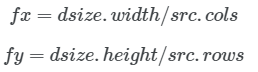 fx = dsize.width/src.cols
fy = dsize.height/src.rows